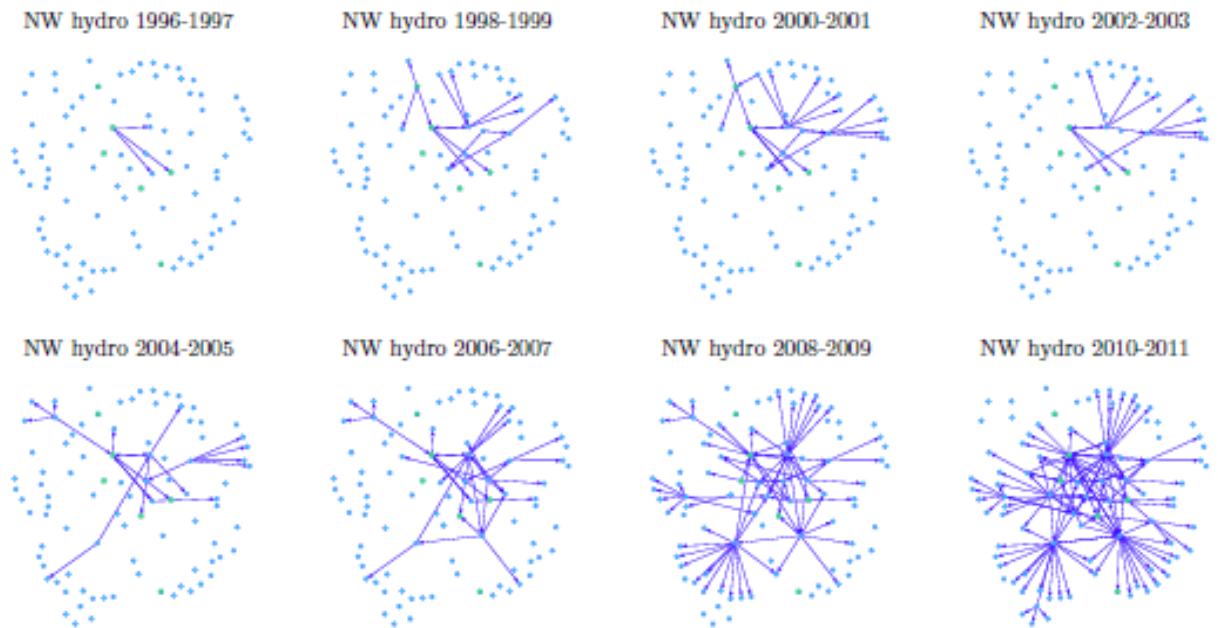 NW hydro 1996-1997
NW hydro 1998-1999
NW hydro 2000-2001
NW hydro 2002-2003
NW hydro 2004-2005
NW hydro 2006-2007
NW hydro 2008-2009
NW hydro 2010-2011